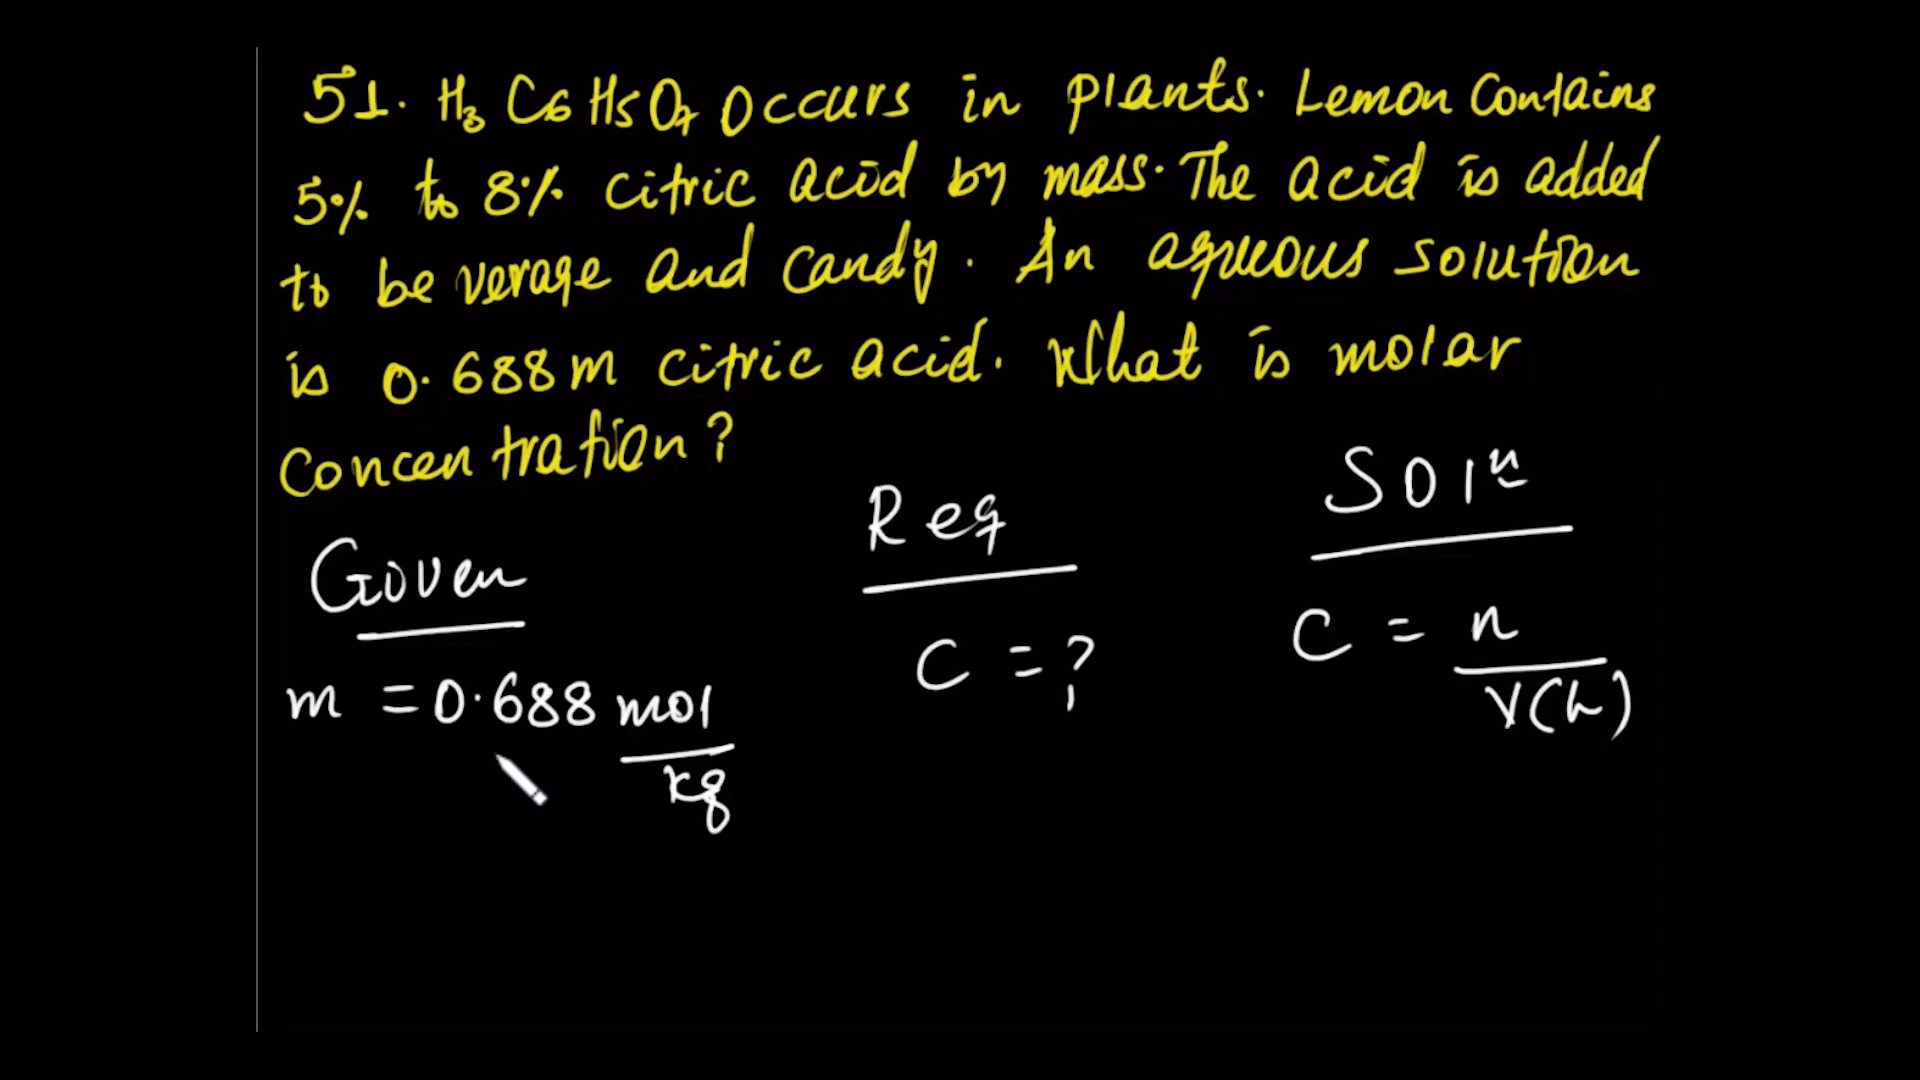 51. H3 C6 H5 O7 occurs in plants. Lemon Contains
5% to 8% citric acid by mass. The acid is added
to beverage and candy. An aqueous solution
is 0.688 m citric acid. What is molar
concentration?
Given
Req
Solⁿ
m = 0.688 mol/kg
C = ?
C = n/V(L)